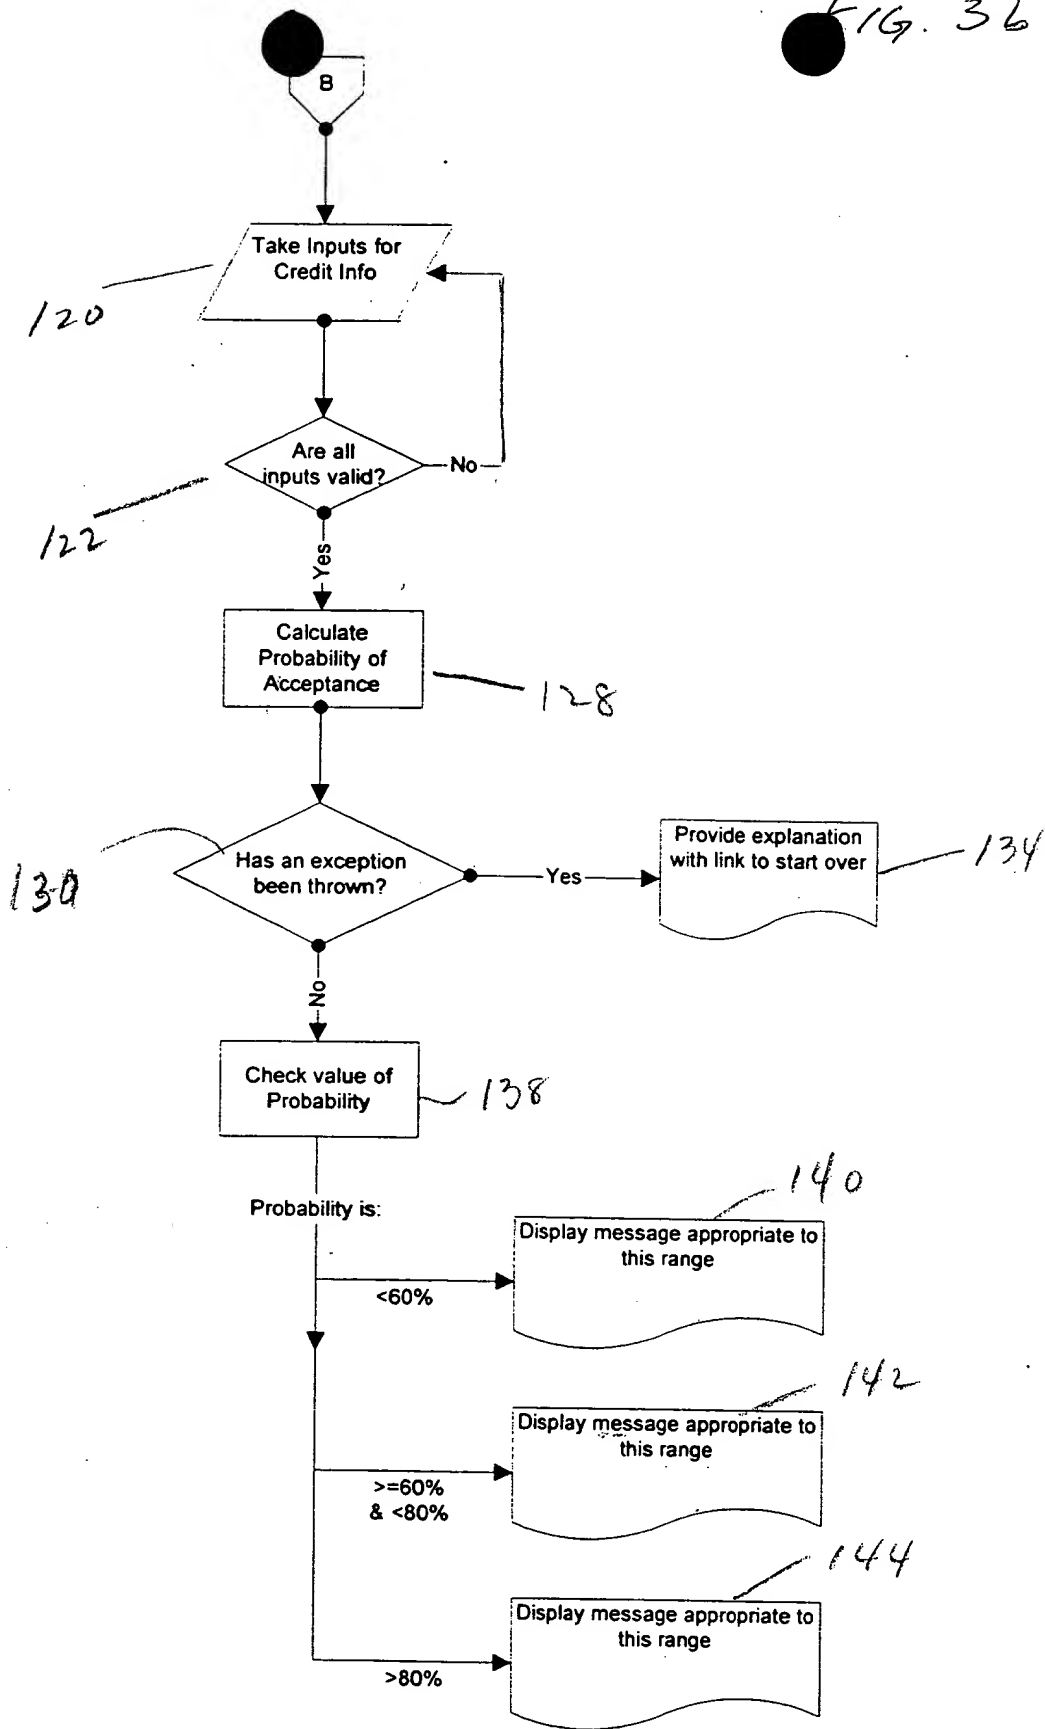 FIG. 3b
B
Take Inputs for
Credit Info
120
Are all
inputs valid?
No
122
Yes
Calculate
Probability of
Acceptance
128
Has an exception
been thrown?
130
Yes
Provide explanation
with link to start over
134
No
Check value of
Probability
138
Probability is:
140
Display message appropriate to
this range
<60%
142
Display message appropriate to
this range
>=60%
& <80%
144
Display message appropriate to
this range
>80%